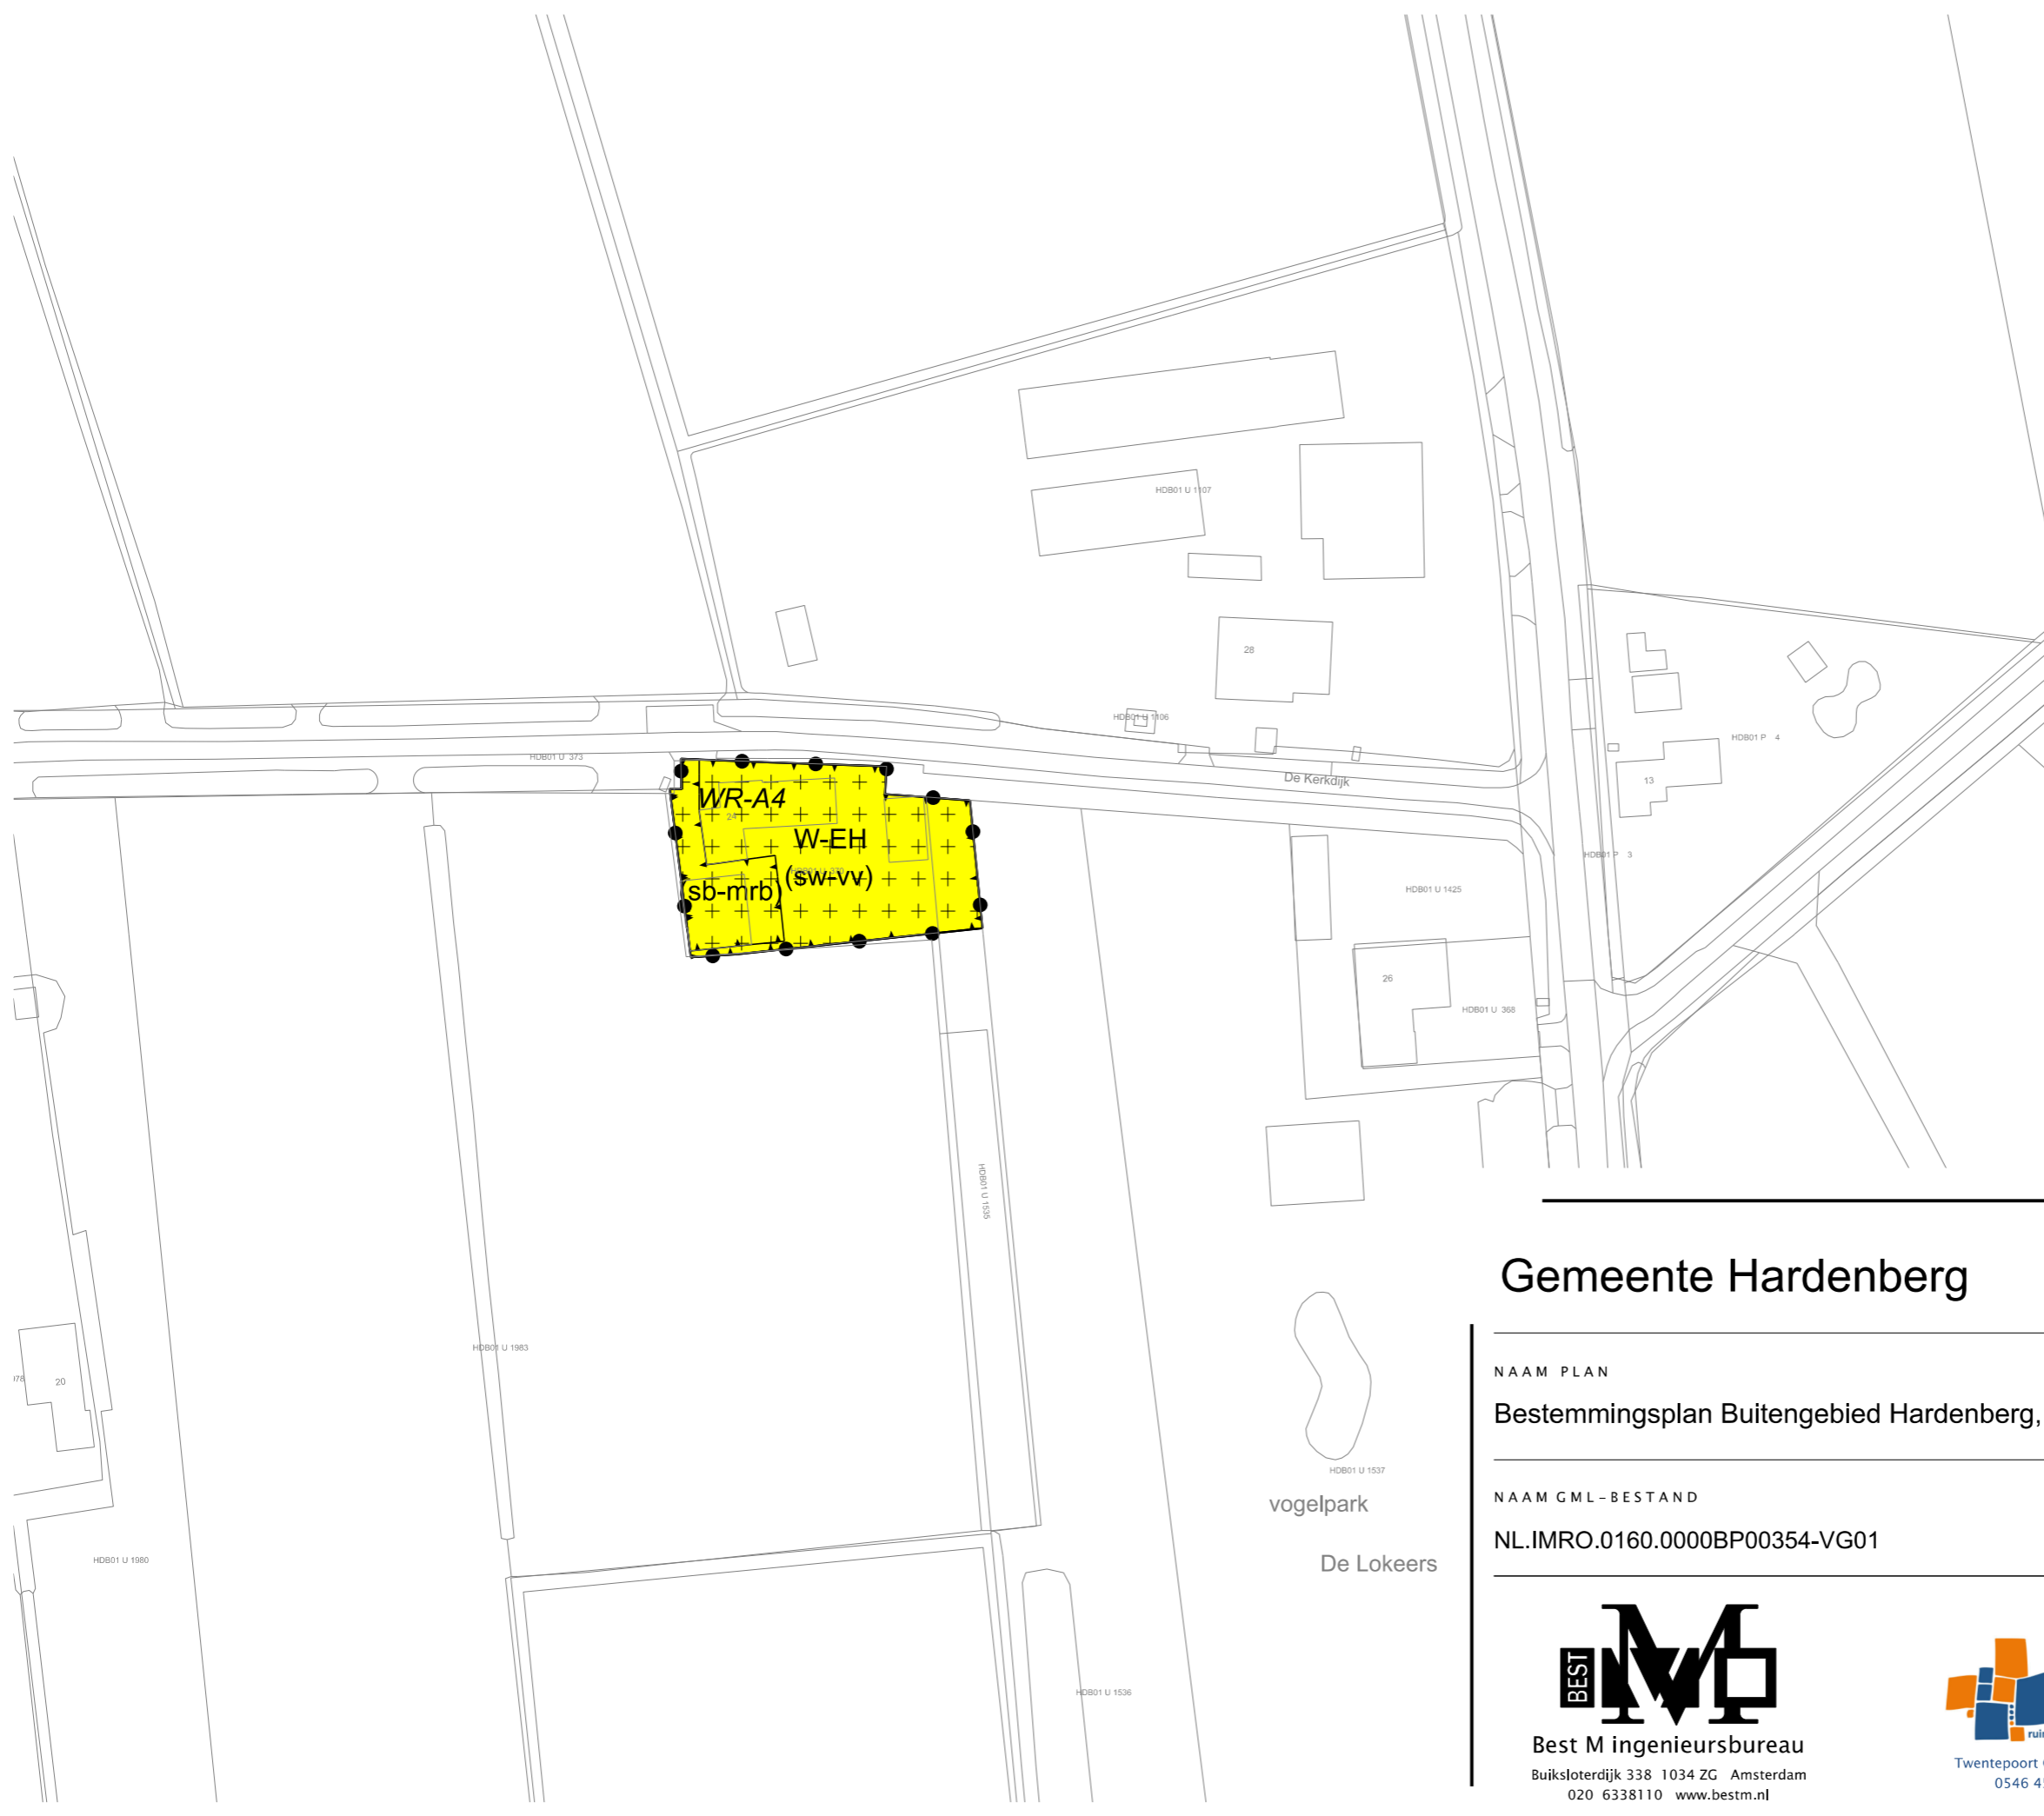 HDB01 U 1107
28
HDB01 U 1106
HDB01 P 4
HDB01 U 373
De Kerkdijk
13
WR-A4
24
W-EH
HDB01 P 3
(sw-vv)
(sb-mrb)
HDB01 U 1425
26
HDB01 U 368
HDB01 U 1535
Gemeente Hardenberg
HDB01 U 1983
NAAM PLAN
20
Bestemmingsplan Buitengebied Hardenberg,
HDB01 U 1537
vogelpark
NAAM GML-BESTAND
NL.IMRO.0160.0000BP00354-VG01
HDB01 U 1980
De Lokeers
BEST
M
HDB01 U 1536
Best M ingenieursbureau
Buiksloterdijk 338 1034 ZG Amsterdam
020 6338110 www.bestm.nl
Twentepoort
0546